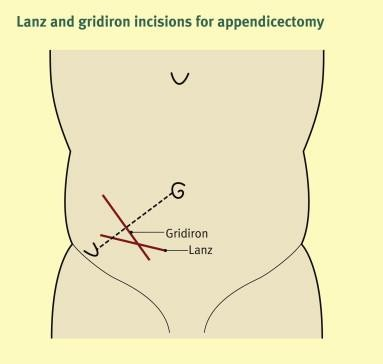 Lanz and gridiron incisions for appendicectomy
Gridiron
Lanz